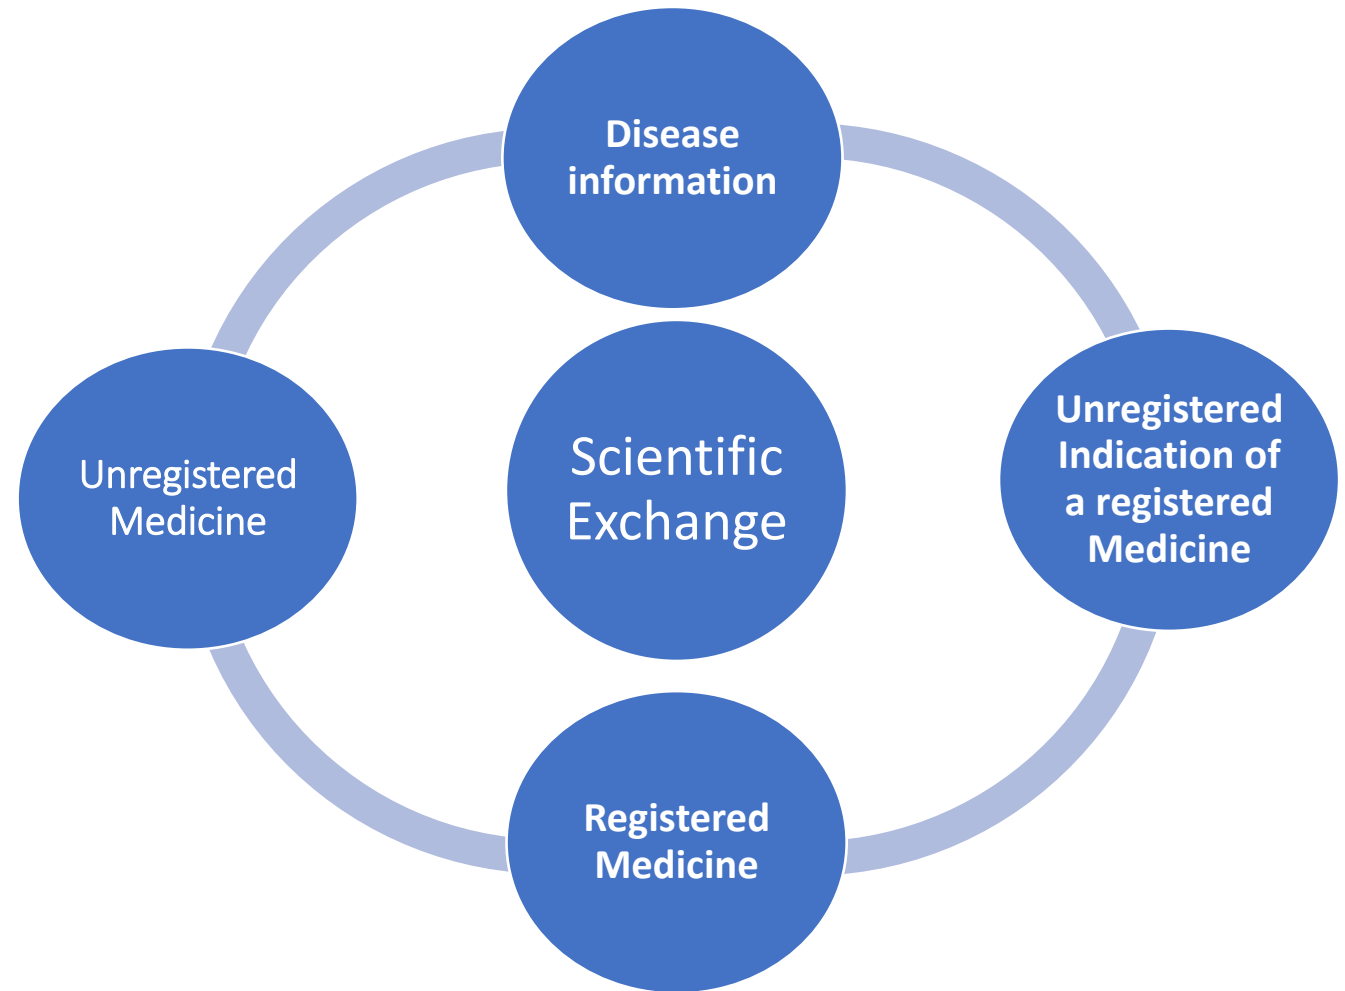 Disease
information
Unregistered
Indication of
a registered
Medicine
Scientific
Exchange
Unregistered
Medicine
Registered
Medicine